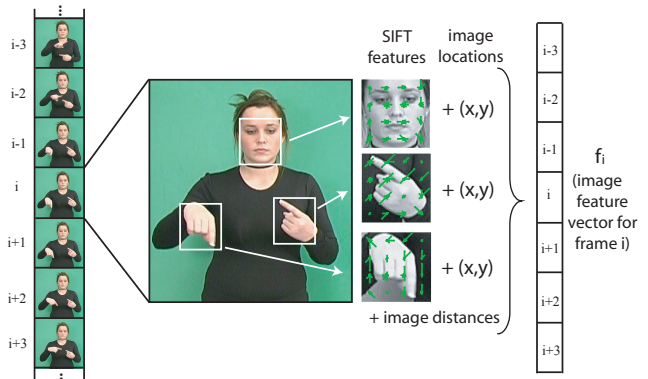 i-3
i-2
i-1
i
i+1
i+2
i+3
SIFT
features
image
locations
+ (x,y)
+ (x,y)
+ (x,y)
+ image distances
i-3
i-2
i-1
i
i+1
i+2
i+3
fi
(image
feature
vector for
frame i)